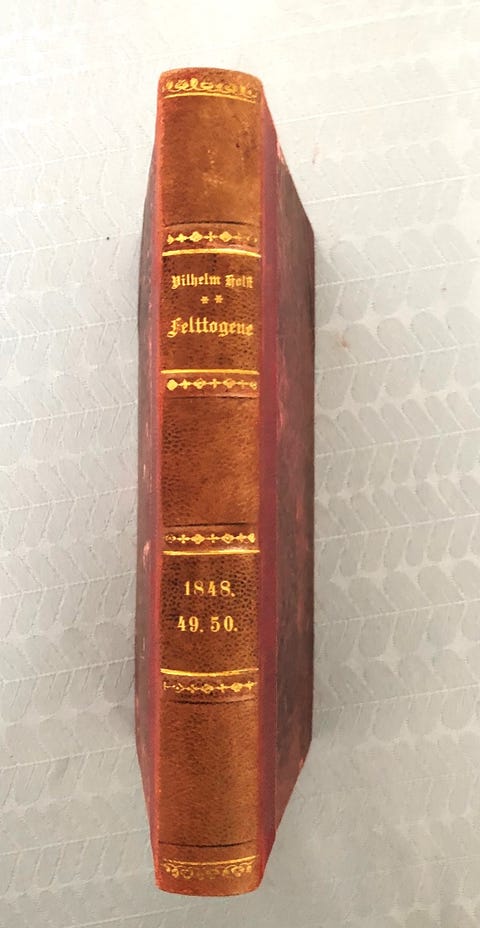 Vilhelm Holst
* *
Felttogene
1848.
49. 50.